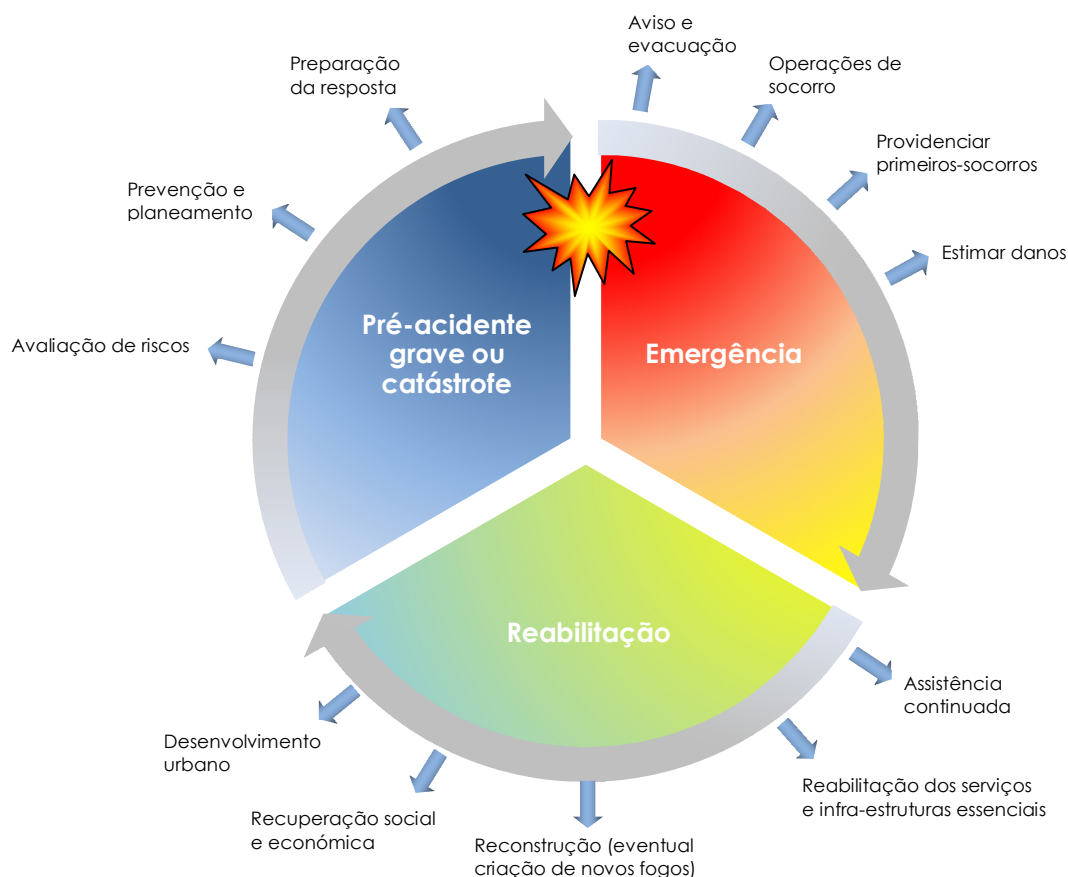 Aviso e
evacuação
Operações de
socorro
Providenciar
primeiros-socorros
Estimar danos
Preparação
da resposta
Prevenção e
planeamento
Avaliação de riscos
Pré-acidente
grave ou
catástrofe
Emergência
Reabilitação
Assistência
continuada
Reabilitação dos serviços
e infra-estruturas essenciais
Reconstrução (eventual
criação de novos fogos)
Recuperação social
e económica
Desenvolvimento
urbano